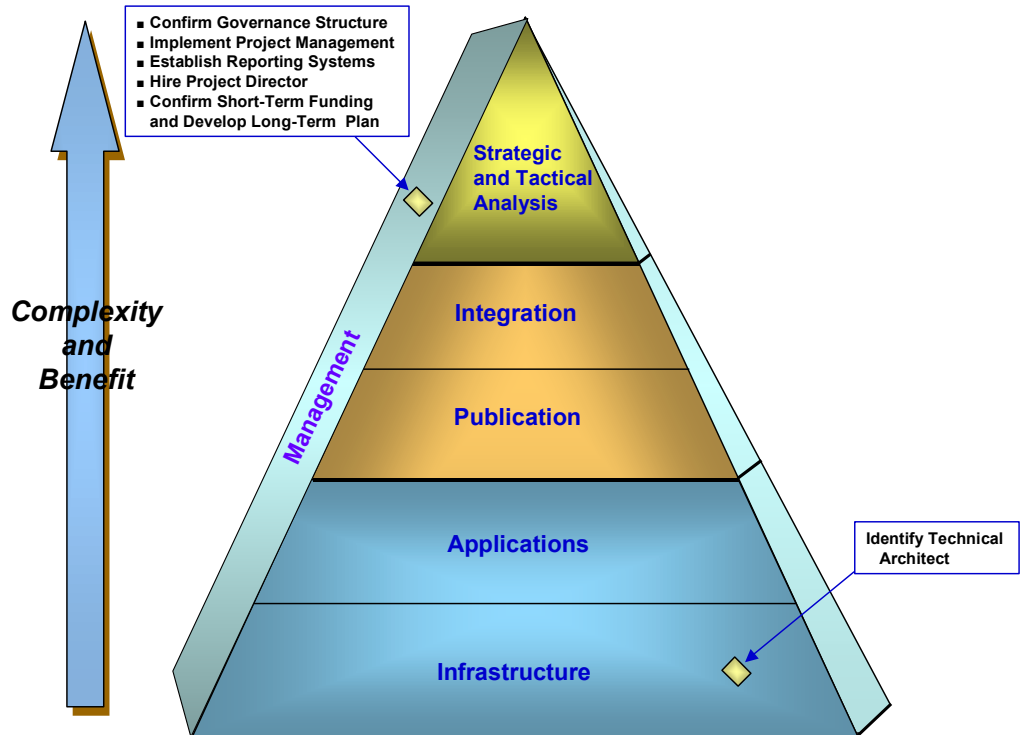 ■ Confirm Governance Structure
■ Implement Project Management
■ Establish Reporting Systems
■ Hire Project Director
■ Confirm Short-Term Funding
and Develop Long-Term Plan
Strategic
and Tactical
Analysis
Complexity
and
Benefit
Integration
Management
Publication
Applications
Identify Technical
Architect
Infrastructure